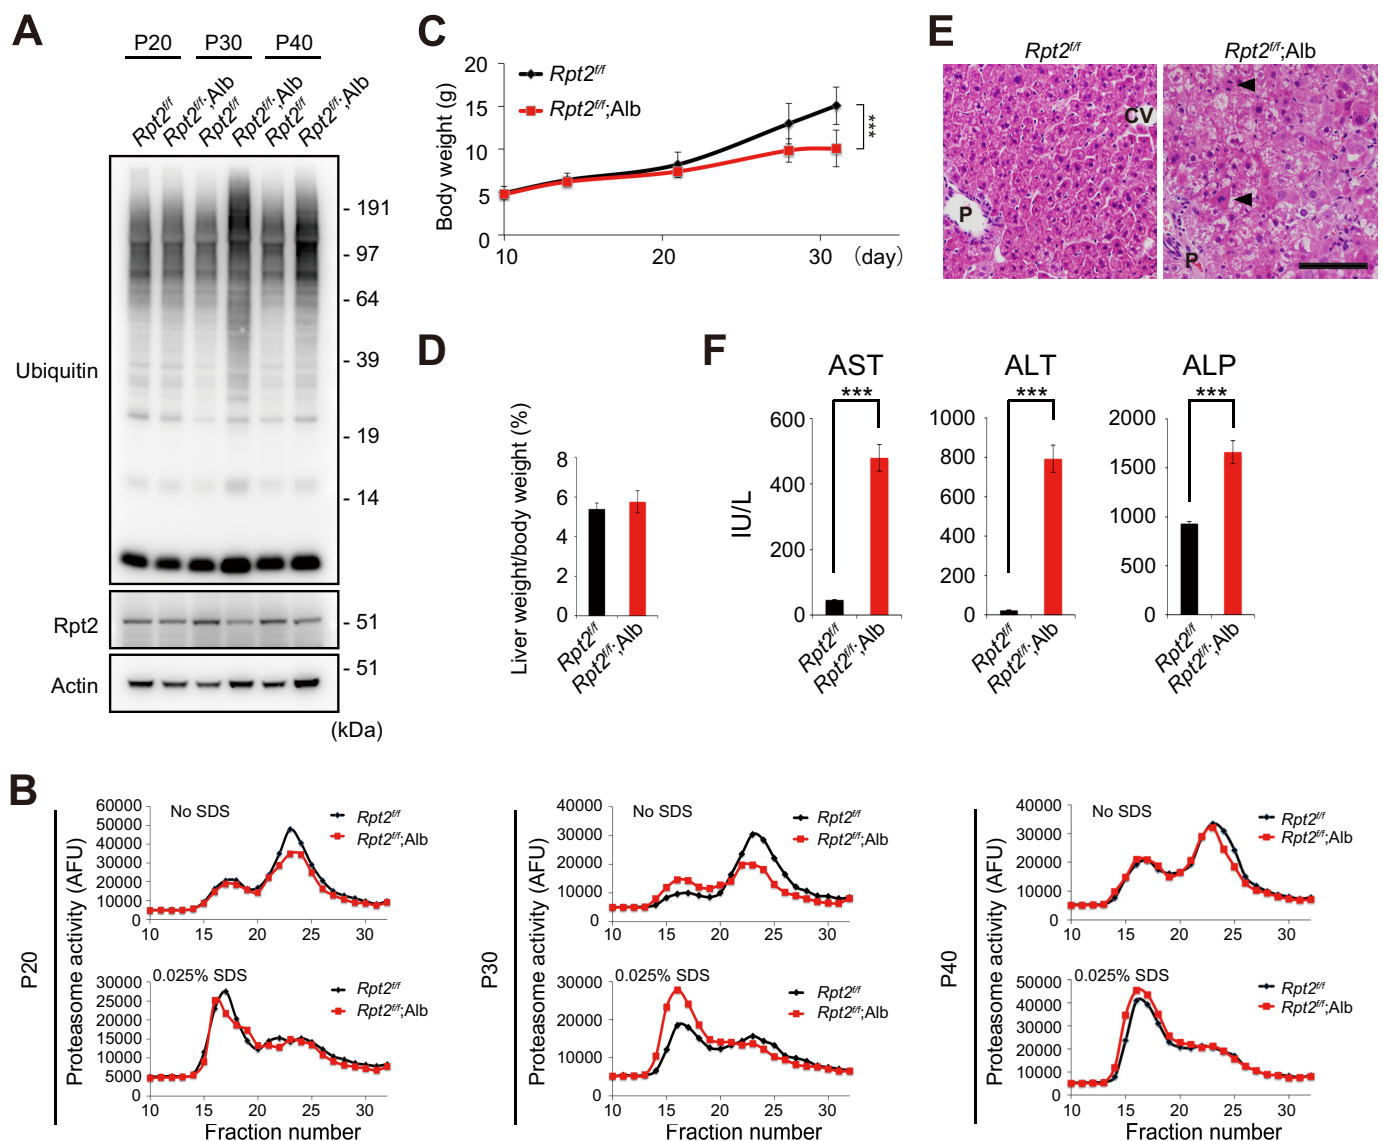 A
P20 P30 P40
Rpt2f/f Rpt2f/f;Alb Rpt2f/f Rpt2f/f;Alb Rpt2f/f Rpt2f/f;Alb
- 191
- 97
- 64
- 39
- 19
- 14
Ubiquitin
Rpt2
- 51
Actin
- 51
(kDa)
C
Body weight (g)
20
15
10
5
0
10 20 30 (day)
Rpt2f/f
Rpt2f/f;Alb
***
E
Rpt2f/f Rpt2f/f;Alb
CV
P
P
D
Liver weight/body weight (%)
8
6
4
2
0
Rpt2f/f
Rpt2f/f;Alb
F
AST ALT ALP
*** *** ***
IU/L
600
400
200
0
Rpt2f/f
Rpt2f/f;Alb
1000
800
600
400
200
0
Rpt2f/f
Rpt2f/f;Alb
2000
1500
1000
500
0
Rpt2f/f
Rpt2f/f;Alb
B
P20
Proteasome activity (AFU)
No SDS
60000
50000
40000
30000
20000
10000
0
10 15 20 25 30
Rpt2f/f
Rpt2f/f;Alb
0.025% SDS
30000
25000
20000
15000
10000
5000
0
10 15 20 25 30
Rpt2f/f
Rpt2f/f;Alb
Fraction number
P30
Proteasome activity (AFU)
No SDS
40000
30000
20000
10000
0
10 15 20 25 30
Rpt2f/f
Rpt2f/f;Alb
0.025% SDS
30000
20000
10000
0
10 15 20 25 30
Rpt2f/f
Rpt2f/f;Alb
Fraction number
P40
Proteasome activity (AFU)
No SDS
40000
30000
20000
10000
0
10 15 20 25 30
Rpt2f/f
Rpt2f/f;Alb
0.025% SDS
50000
40000
30000
20000
10000
0
10 15 20 25 30
Rpt2f/f
Rpt2f/f;Alb
Fraction number